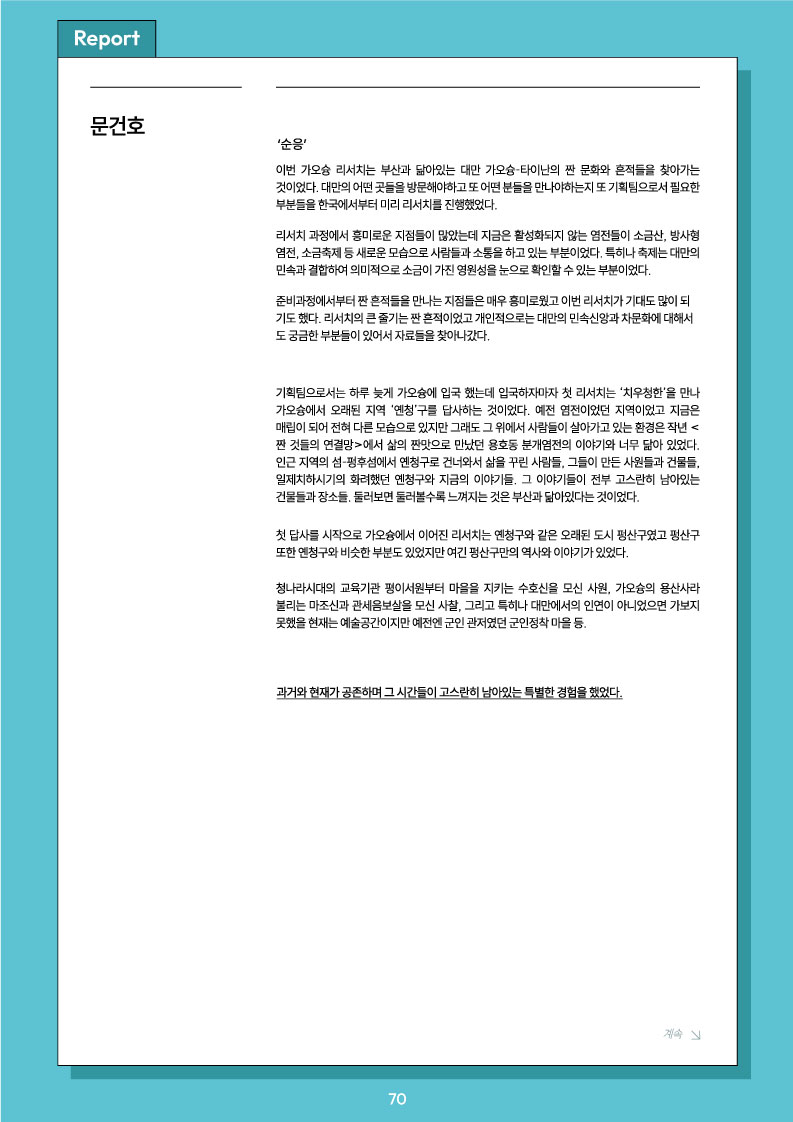 Report
문건호
‘순응’
이번 가오슝 리서치는 부산과 닮아있는 대만 가오슝-타이난의 짠 문화와 흔적들을 찾아가는
것이었다. 대만의 어떤 곳들을 방문해야하고 또 어떤 분들을 만나야하는지 또 기획팀으로서 필요한
부분들을 한국에서부터 미리 리서치를 진행했었다.
리서치 과정에서 흥미로운 지점들이 많았는데 지금은 활성화되지 않는 염전들이 소금산, 방사형
염전, 소금축제 등 새로운 모습으로 사람들과 소통을 하고 있는 부분이었다. 특히나 축제는 대만의
민속과 결합하여 의미적으로 소금이 가진 영원성을 눈으로 확인할 수 있는 부분이었다.
준비과정에서부터 짠 흔적들을 만나는 지점들은 매우 흥미로웠고 이번 리서치가 기대도 많이 되
기도 했다. 리서치의 큰 줄기는 짠 흔적이었고 개인적으로는 대만의 민속신앙과 차문화에 대해서
도 궁금한 부분들이 있어서 자료들을 찾아나갔다.
기획팀으로서는 하루 늦게 가오슝에 입국 했는데 입국하자마자 첫 리서치는 ‘치우청한’을 만나
가오슝에서 오래된 지역 ‘옌청’구를 답사하는 것이었다. 예전 염전이었던 지역이었고 지금은
매립이 되어 전혀 다른 모습으로 있지만 그래도 그 위에서 사람들이 살아가고 있는 환경은 작년 <
짠 것들의 연결망>에서 삶의 짠맛으로 만났던 용호동 분개염전의 이야기와 너무 닮아 있었다.
인근 지역의 섬-펑후섬에서 옌청구로 건너와서 삶을 꾸린 사람들, 그들이 만든 사원들과 건물들,
일제치하시기의 화려했던 옌청구와 지금의 이야기들. 그 이야기들이 전부 고스란히 남아있는
건물들과 장소들. 둘러보면 둘러볼수록 느껴지는 것은 부산과 닮아있다는 것이었다.
첫 답사를 시작으로 가오슝에서 이어진 리서치는 옌청구와 같은 오래된 도시 펑산구였고 펑산구
또한 옌청구와 비슷한 부분도 있었지만 여긴 펑산구만의 역사와 이야기가 있었다.
청나라시대의 교육기관 펑이서원부터 마을을 지키는 수호신을 모신 사원, 가오슝의 용산사라
불리는 마조신과 관세음보살을 모신 사찰, 그리고 특히나 대만에서의 인연이 아니었으면 가보지
못했을 현재는 예술공간이지만 예전엔 군인 관저였던 군인정착 마을 등.
과거와 현재가 공존하며 그 시간들이 고스란히 남아있는 특별한 경험을 했었다.
계속
70